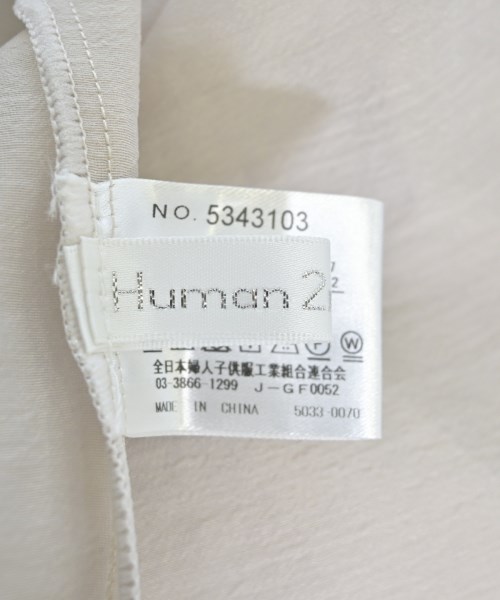 NO. 5343103
2
Human 2
全日本婦人子供服工業組合連合会
03-3866-1299 J-GF0052
MADE IN CHINA 5033-0070